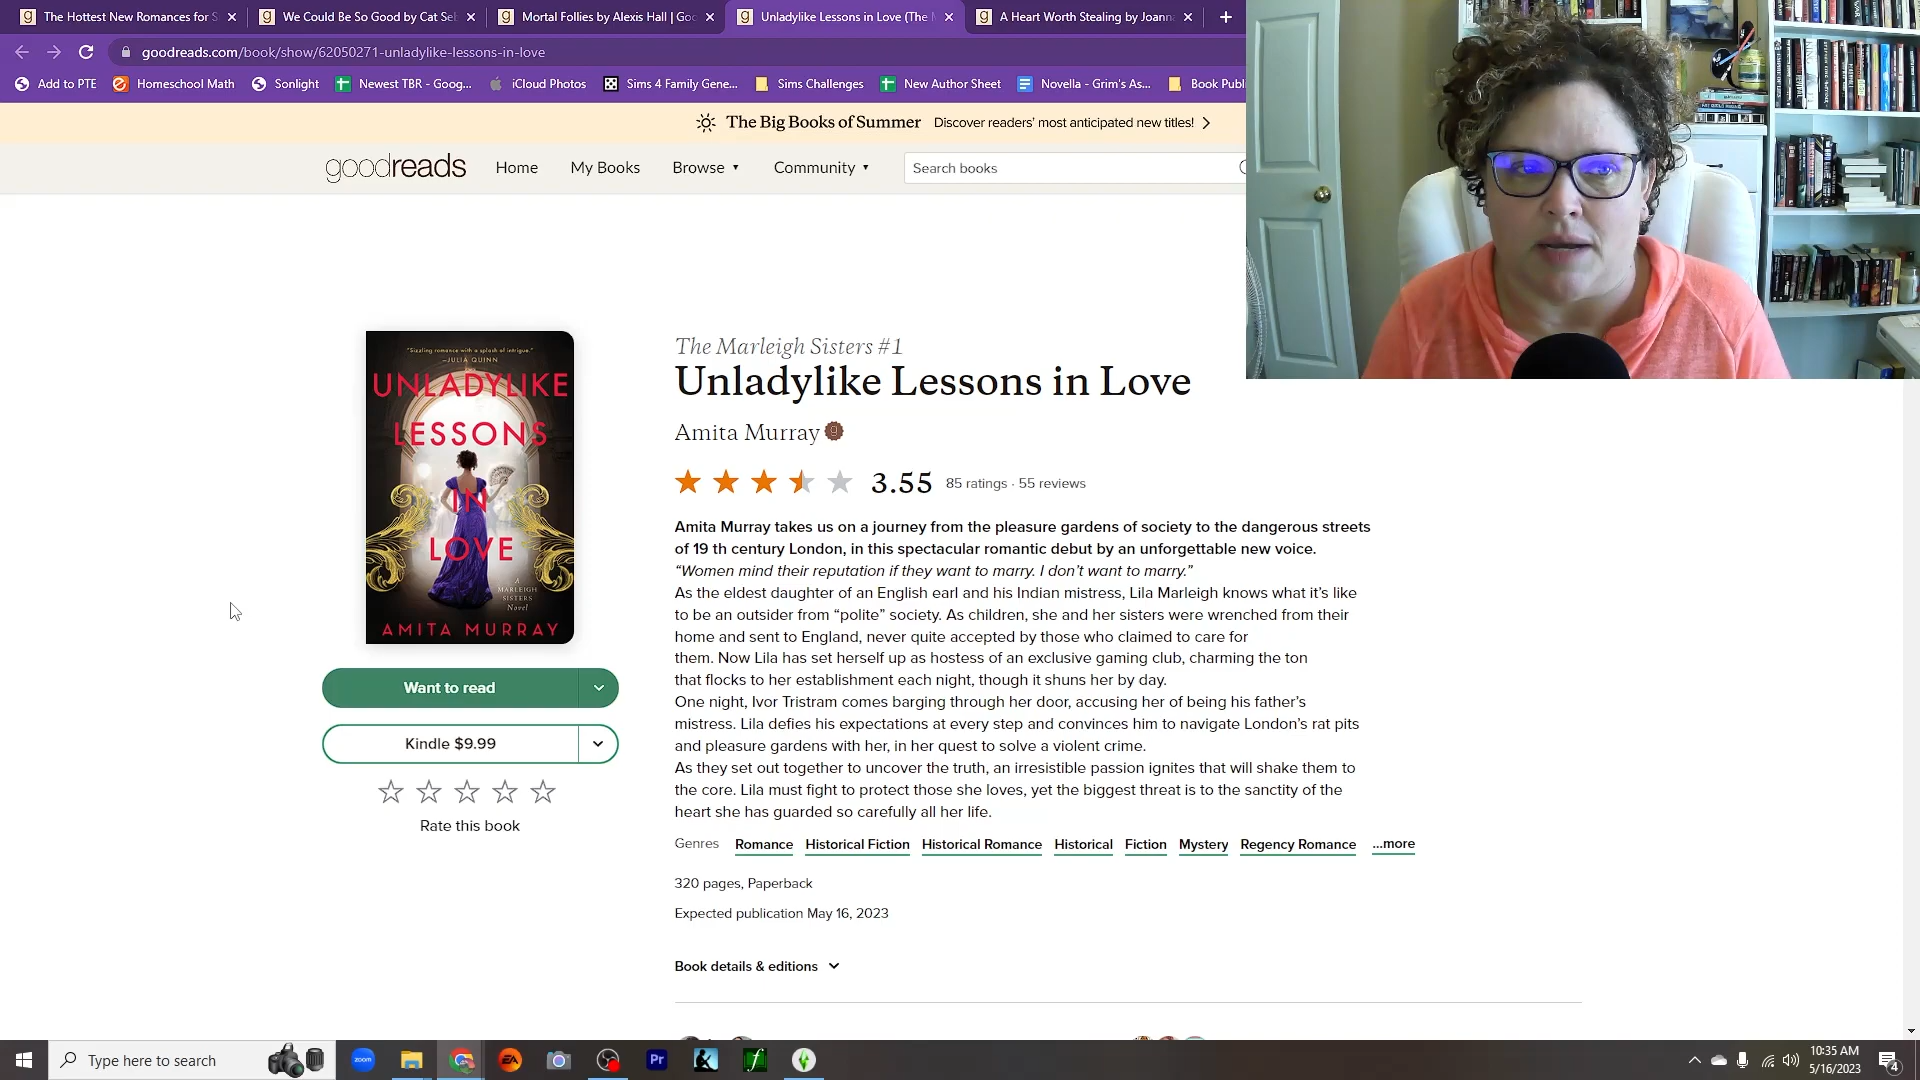 The Hottest New Romances for S
We Could Be So Good by Cat Seb
Mortal Follies by Alexis Hall | Goo
Unladylike Lessons in Love (The M
A Heart Worth Stealing by Joann
goodreads.com/book/show/62050271-unladylike-lessons-in-love
Add to PTE
Homeschool Math
Sonlight
Newest TBR - Goog...
iCloud Photos
Sims 4 Family Gene...
Sims Challenges
New Author Sheet
Novella - Grim's As...
Book Publ
The Big Books of Summer Discover readers' most anticipated new titles!
goodreads
Home
My Books
Browse
Community
Search books
"Sizzling romance with a splash of intrigue."
—JULIA QUINN
UNLADYLIKE
LESSONS
IN
LOVE
A
MARLEIGH
SISTERS
Novel
AMITA MURRAY
Want to read
Kindle $9.99
Rate this book
The Marleigh Sisters #1
Unladylike Lessons in Love
Amita Murray
3.55 85 ratings · 55 reviews
Amita Murray takes us on a journey from the pleasure gardens of society to the dangerous streets
of 19 th century London, in this spectacular romantic debut by an unforgettable new voice.
“Women mind their reputation if they want to marry. I don’t want to marry.”
As the eldest daughter of an English earl and his Indian mistress, Lila Marleigh knows what it’s like
to be an outsider from “polite” society. As children, she and her sisters were wrenched from their
home and sent to England, never quite accepted by those who claimed to care for
them. Now Lila has set herself up as hostess of an exclusive gaming club, charming the ton
that flocks to her establishment each night, though it shuns her by day.
One night, Ivor Tristram comes barging through her door, accusing her of being his father’s
mistress. Lila defies his expectations at every step and convinces him to navigate London’s rat pits
and pleasure gardens with her, in her quest to solve a violent crime.
As they set out together to uncover the truth, an irresistible passion ignites that will shake them to
the core. Lila must fight to protect those she loves, yet the biggest threat is to the sanctity of the
heart she has guarded so carefully all her life.
Genres Romance Historical Fiction Historical Romance Historical Fiction Mystery Regency Romance ...more
320 pages, Paperback
Expected publication May 16, 2023
Book details & editions
Type here to search
zoom
EA
Pr
10:35 AM
5/16/2023
4